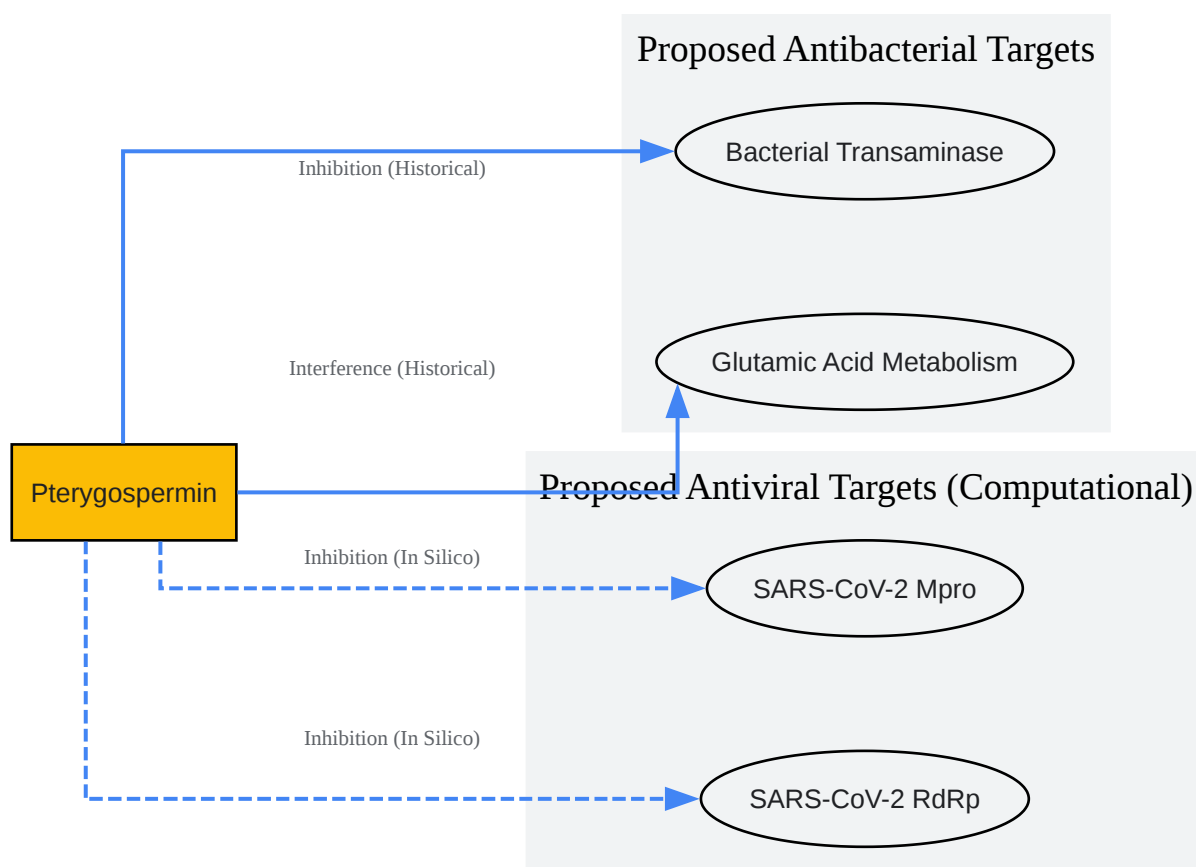 Proposed Antibacterial Targets
Bacterial Transaminase
Inhibition (Historical)
Glutamic Acid Metabolism
Interference (Historical)
Pterygospermin
Proposed Antiviral Targets (Computational)
Inhibition (In Silico)
SARS-CoV-2 Mpro
Inhibition (In Silico)
SARS-CoV-2 RdRp